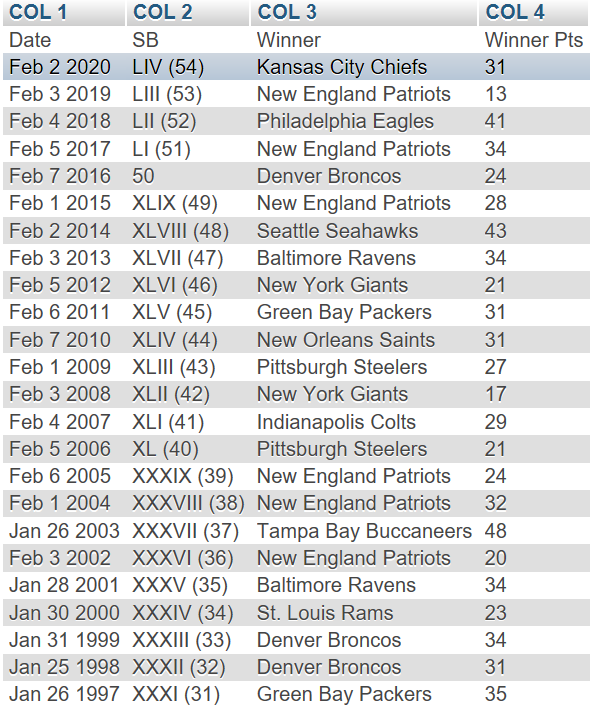 COL 1 COL 2 COL 3 COL 4
Date SB Winner Winner Pts
Feb 2 2020 LIV (54) Kansas City Chiefs 31
Feb 3 2019 LIII (53) New England Patriots 13
Feb 4 2018 LII (52) Philadelphia Eagles 41
Feb 5 2017 LI (51) New England Patriots 34
Feb 7 2016 50 Denver Broncos 24
Feb 1 2015 XLIX (49) New England Patriots 28
Feb 2 2014 XLVIII (48) Seattle Seahawks 43
Feb 3 2013 XLVII (47) Baltimore Ravens 34
Feb 5 2012 XLVI (46) New York Giants 21
Feb 6 2011 XLV (45) Green Bay Packers 31
Feb 7 2010 XLIV (44) New Orleans Saints 31
Feb 1 2009 XLIII (43) Pittsburgh Steelers 27
Feb 3 2008 XLII (42) New York Giants 17
Feb 4 2007 XLI (41) Indianapolis Colts 29
Feb 5 2006 XL (40) Pittsburgh Steelers 21
Feb 6 2005 XXXIX (39) New England Patriots 24
Feb 1 2004 XXXVIII (38) New England Patriots 32
Jan 26 2003 XXXVII (37) Tampa Bay Buccaneers 48
Feb 3 2002 XXXVI (36) New England Patriots 20
Jan 28 2001 XXXV (35) Baltimore Ravens 34
Jan 30 2000 XXXIV (34) St. Louis Rams 23
Jan 31 1999 XXXIII (33) Denver Broncos 34
Jan 25 1998 XXXII (32) Denver Broncos 31
Jan 26 1997 XXXI (31) Green Bay Packers 35